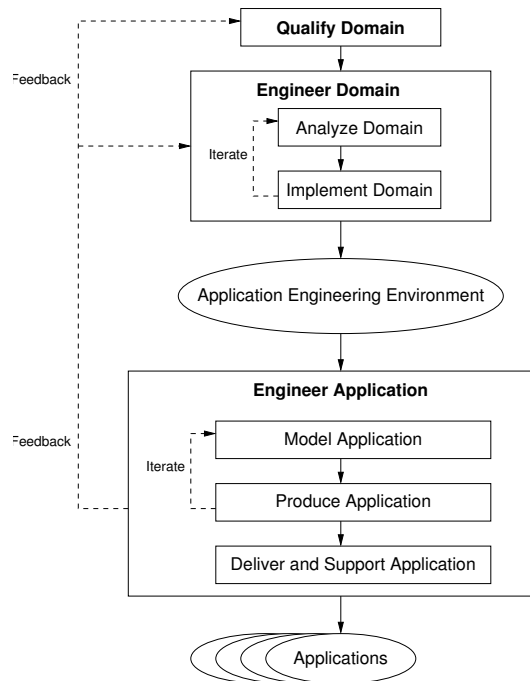 Qualify Domain
Feedback
Engineer Domain
Analyze Domain
Iterate
Implement Domain
Application Engineering Environment
Engineer Application
Model Application
Feedback
Iterate
Produce Application
Deliver and Support Application
Applications